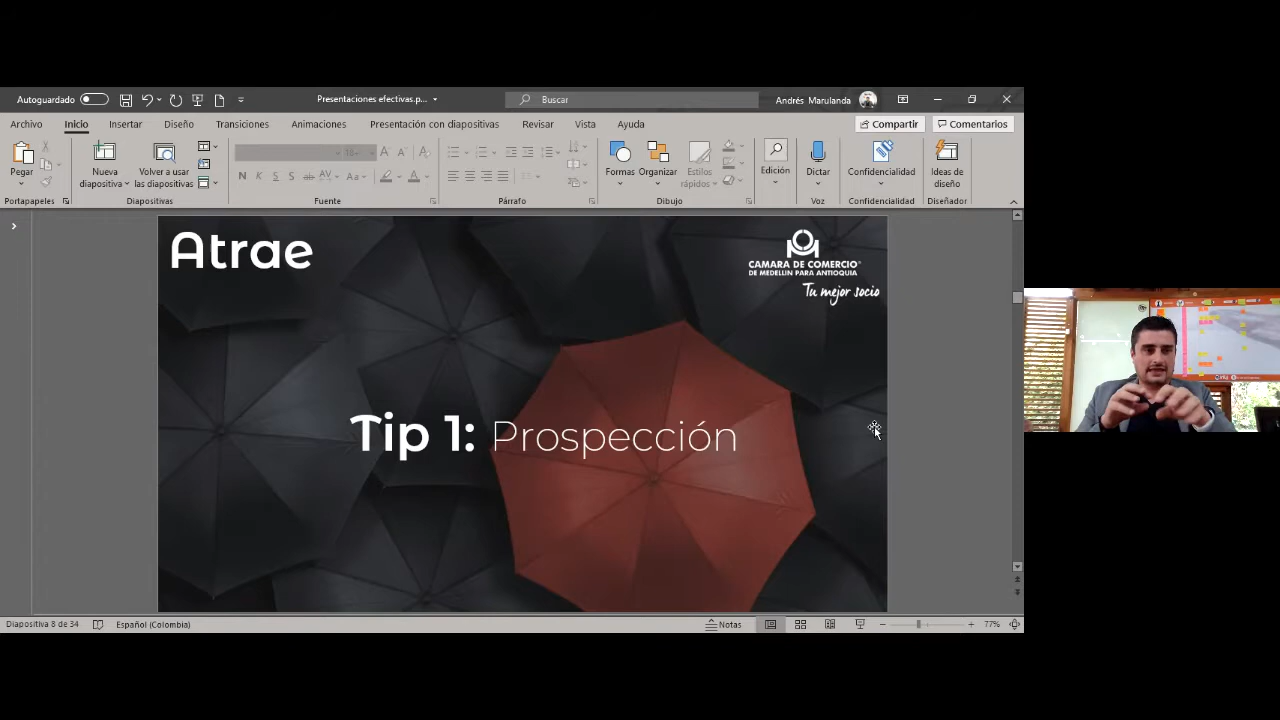 Autoguardado
Presentaciones efectivas.p...
Buscar
Andrés Marulanda
Archivo Inicio Insertar Diseño Transiciones Animaciones Presentación con diapositivas Revisar Vista Ayuda
Compartir Comentarios
Pegar
Nueva diapositiva
Volver a usar las diapositivas
N K S S ab AV Aa A
Formas Organizar Estilos rápidos
Edición
Dictar
Confidencialidad
Ideas de diseño
Portapapeles Diapositivas Fuente Párrafo Dibujo Voz Confidencialidad Diseñador
Atrae
CAMARA DE COMERCIO
DE MEDELLIN PARA ANTIOQUIA
Tu mejor socio
Tip 1: Prospección
Diapositiva 8 de 34 Español (Colombia) Notas 77%